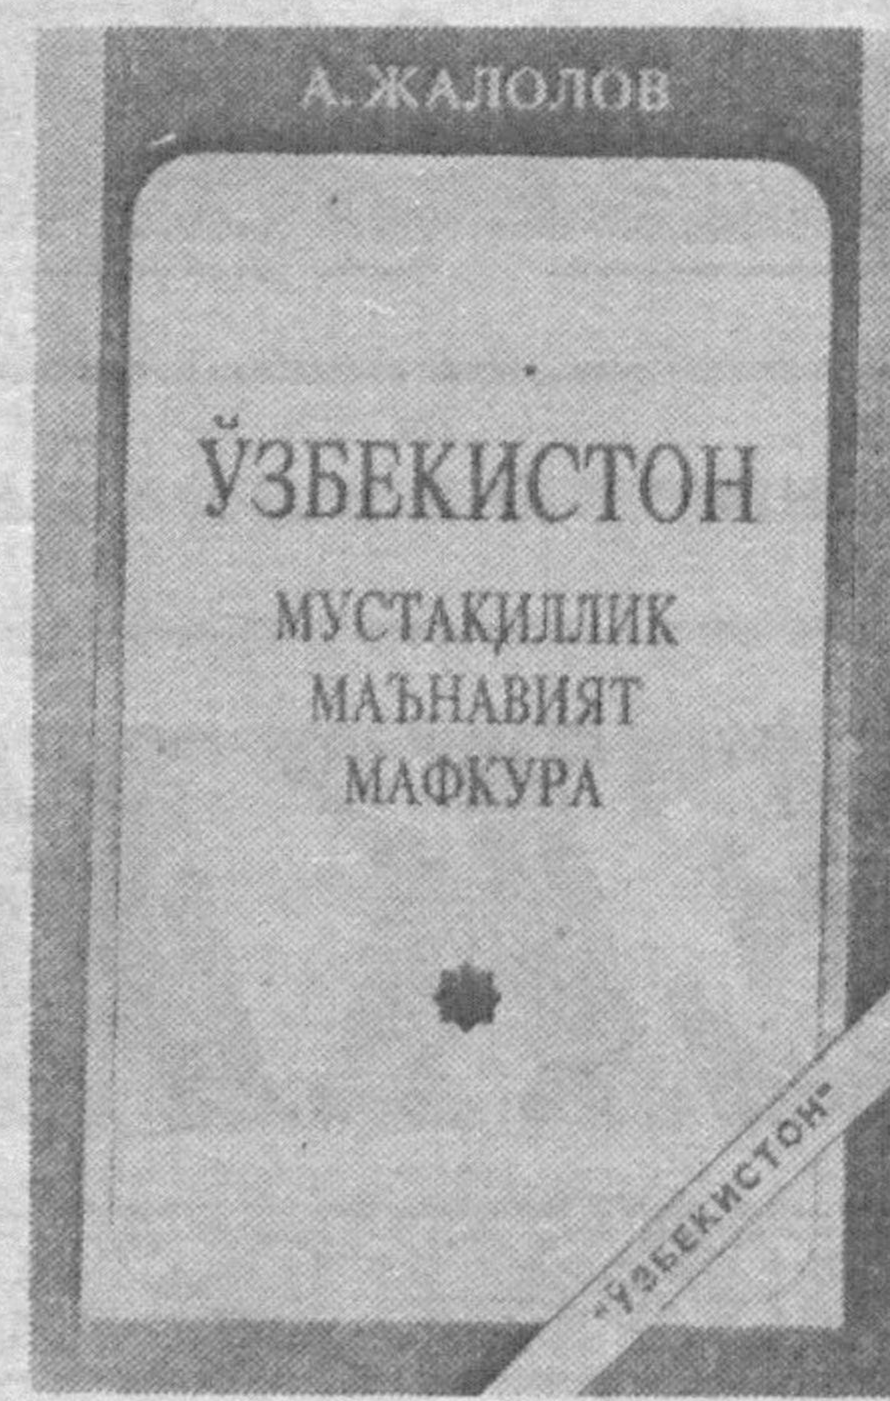 А. ЖАЛОЛОВ
ЎЗБЕКИСТОН
МУСТАҚИЛЛИК
МАЪНАВИЯТ
МАФКУРА
"ЎЗБЕКИСТОН"